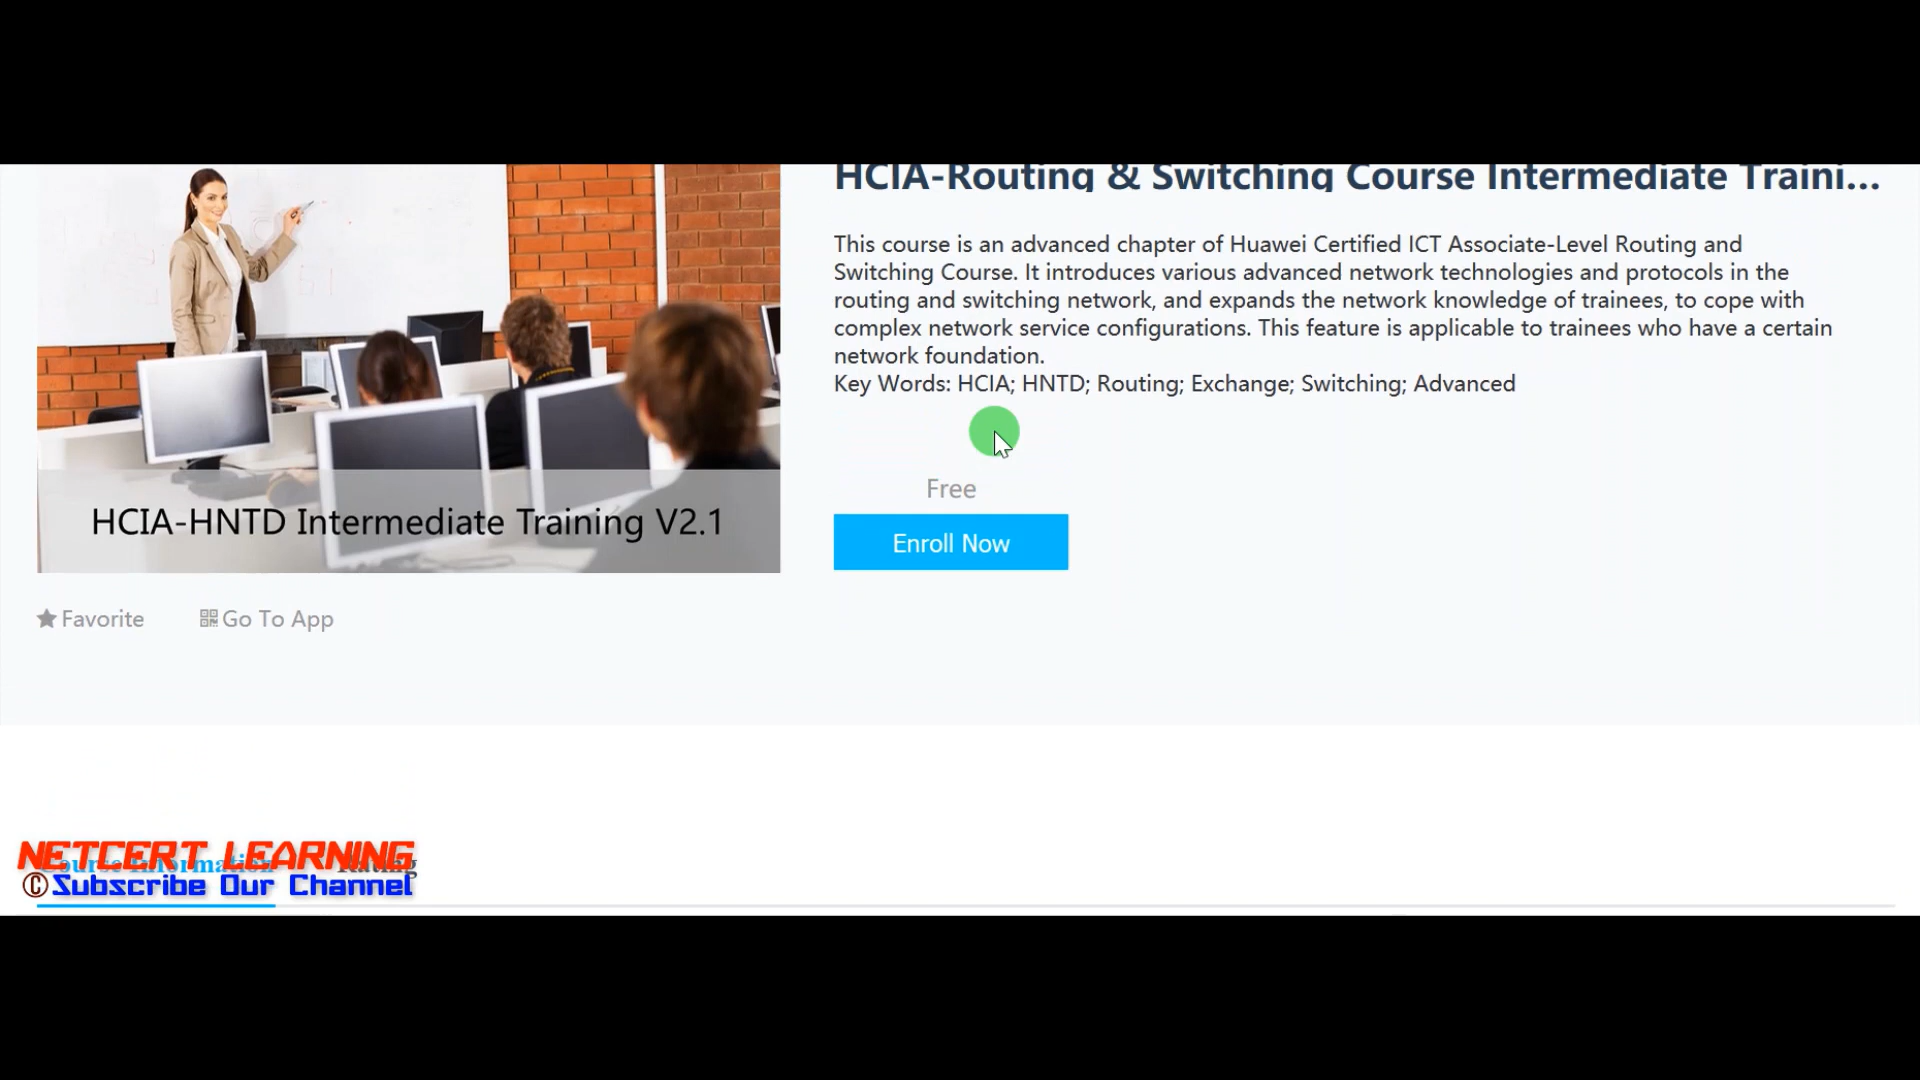 HCIA-Routing & Switching Course Intermediate Traini...
This course is an advanced chapter of Huawei Certified ICT Associate-Level Routing and
Switching Course. It introduces various advanced network technologies and protocols in the
routing and switching network, and expands the network knowledge of trainees, to cope with
complex network service configurations. This feature is applicable to trainees who have a certain
network foundation.
Key Words: HCIA; HNTD; Routing; Exchange; Switching; Advanced
Free
Enroll Now
HCIA-HNTD Intermediate Training V2.1
Favorite
Go To App
NETCERT LEARNING
Course Information
Rating
©Subscribe Our Channel